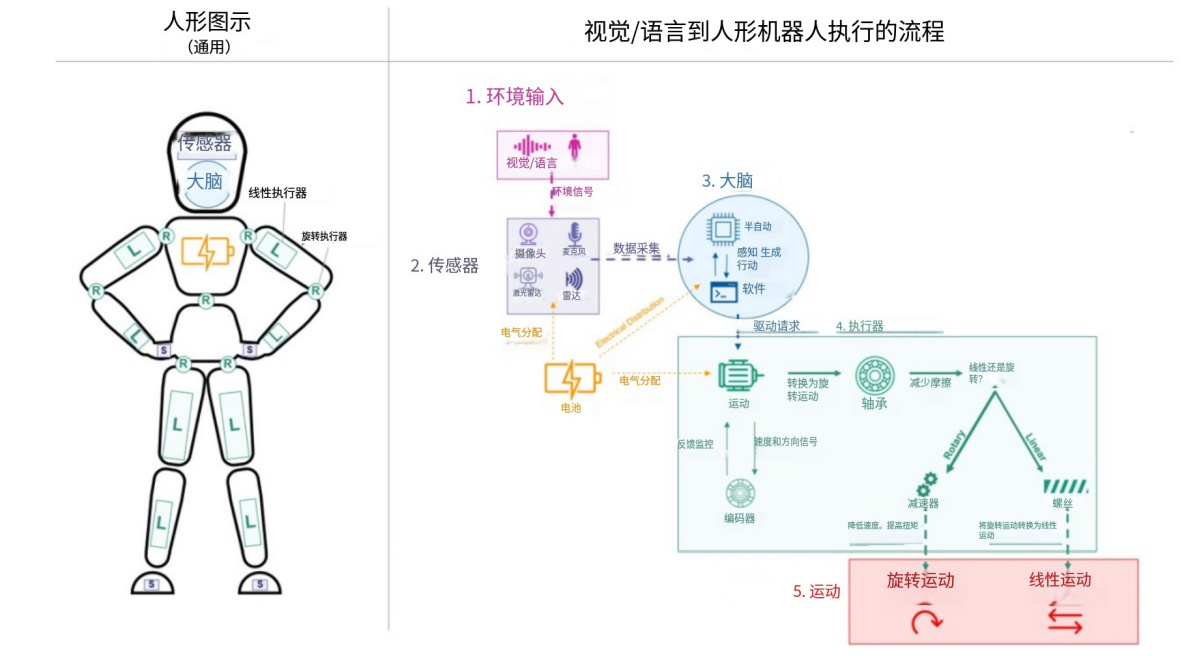 人形图示
（通用）
视觉/语言到人形机器人执行的流程
传感器
大脑
线性执行器
旋转执行器
R
R
L
L
R
R
R
L
L
S
S
R
R
L
L
L
L
S
S
1. 环境输入
视觉/语言
环境信号
2. 传感器
摄像头
麦克风
激光雷达
雷达
数据采集
3. 大脑
半自动
感知 生成
行动
软件
电气分配
Electrical Distribution
电气分配
电池
驱动请求
4. 执行器
运动
转换为旋
转运动
轴承
减少摩擦
线性还是旋
转？
反馈监控
速度和方向信号
编码器
Rotary
Linear
减速器
螺丝
降低速度。提高扭矩
将旋转运动转换为线性
运动
5. 运动
旋转运动
线性运动